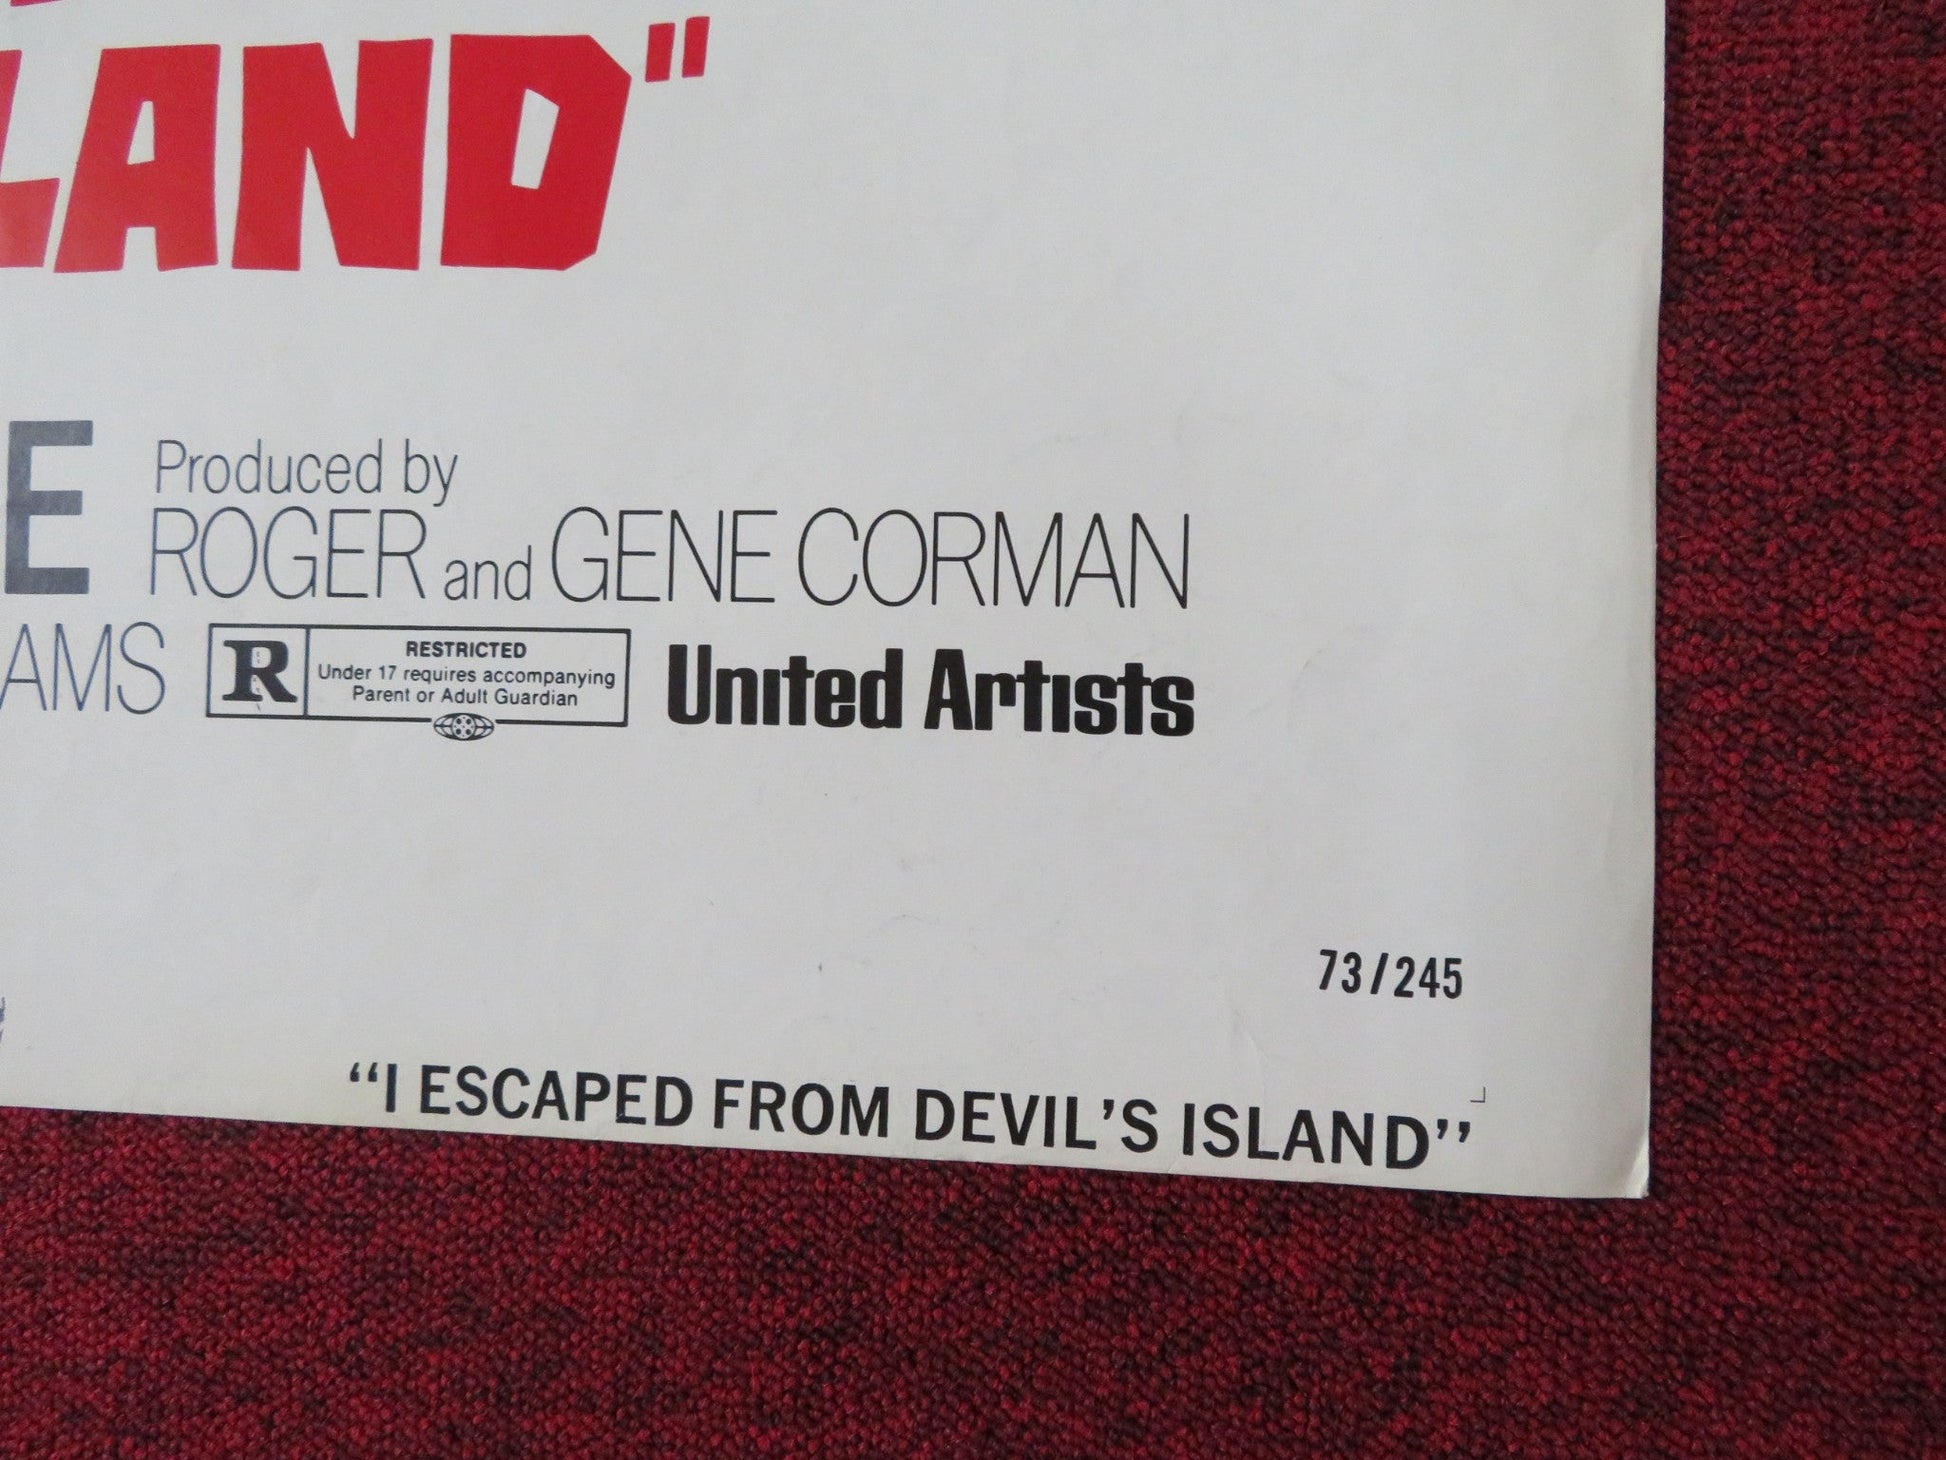 LAND"
E
Produced by
ROGER and GENE CORMAN
AMS
R
RESTRICTED
Under 17 requires accompanying
Parent or Adult Guardian
United Artists
73/245
“I ESCAPED FROM DEVIL’S ISLAND”